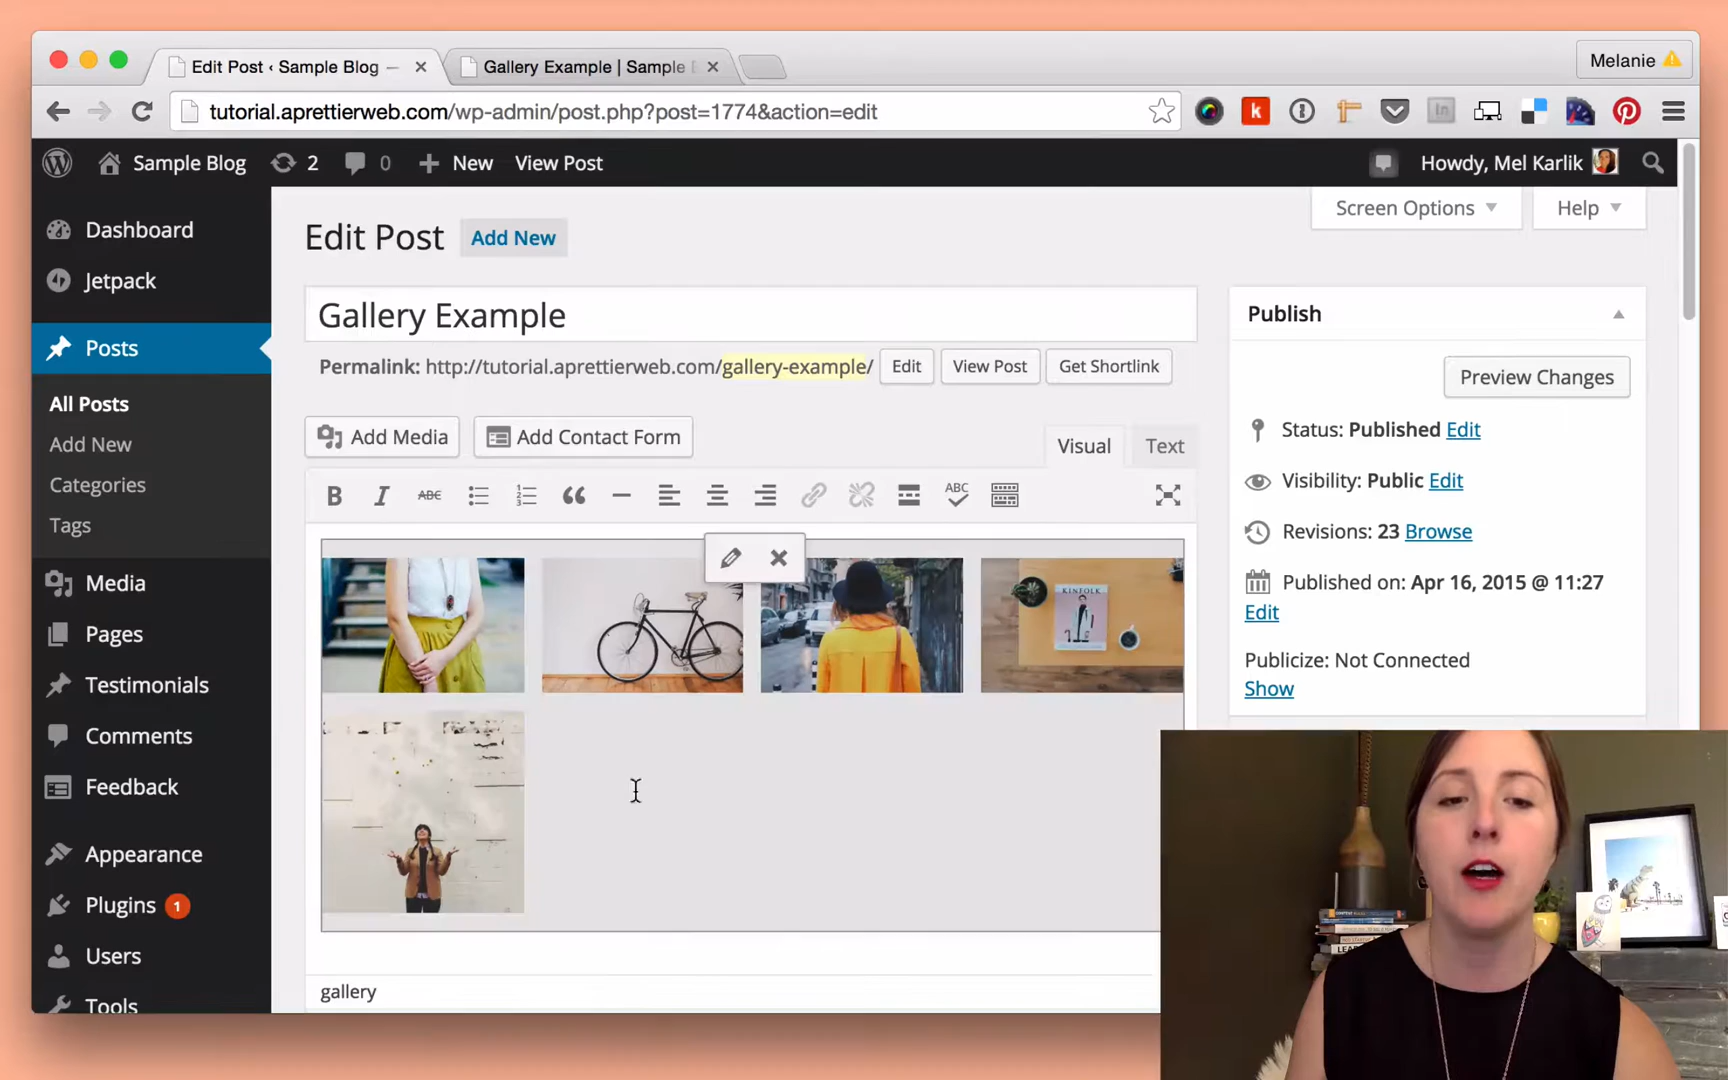 Edit Post ‹ Sample Blog —
Gallery Example | Sample
Melanie
tutorial.aprettierweb.com/wp-admin/post.php?post=1774&action=edit
k
in
Sample Blog
2
0
New
View Post
Howdy, Mel Karlik
Dashboard
Jetpack
Posts
All Posts
Add New
Categories
Tags
Media
Pages
Testimonials
Comments
Feedback
Appearance
Plugins 1
Users
Tools
Screen Options
Help
Edit Post
Add New
Gallery Example
Permalink: http://tutorial.aprettierweb.com/gallery-example/
Edit
View Post
Get Shortlink
Add Media
Add Contact Form
Visual
Text
B
I
ABC
ABC
KINFOLK
gallery
Publish
Preview Changes
Status: Published Edit
Visibility: Public Edit
Revisions: 23 Browse
Published on: Apr 16, 2015 @ 11:27
Edit
Publicize: Not Connected
Show